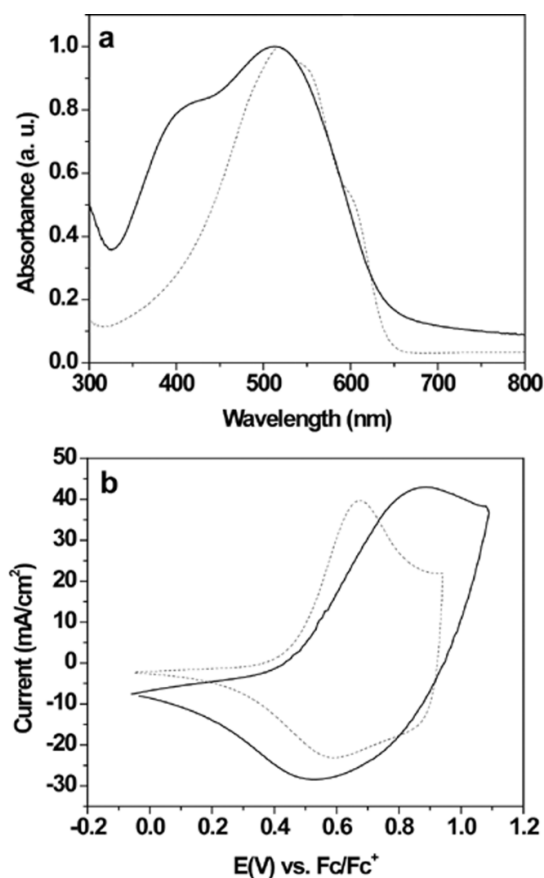 a
1.0
0.8
0.6
0.4
0.2
0.0
Absorbance (a. u.)
300 400 500 600 700 800
Wavelength (nm)
b
50
40
30
20
10
0
-10
-20
-30
Current (mA/cm²)
-0.2 0.0 0.2 0.4 0.6 0.8 1.0 1.2
E(V) vs. Fc/Fc⁺